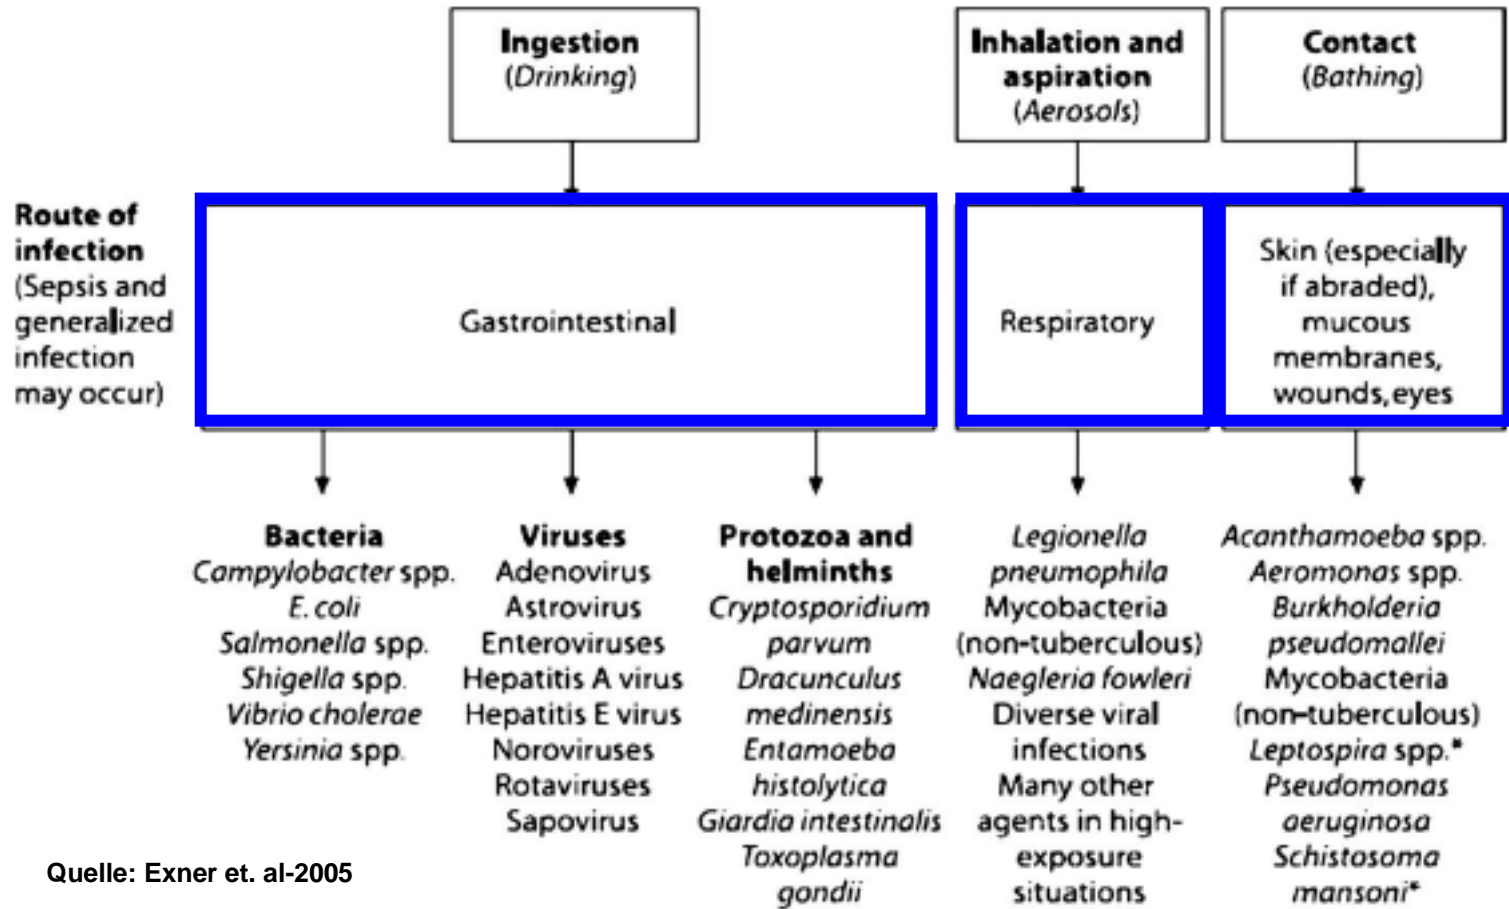 Ingestion
(Drinking)
Inhalation and
aspiration
(Aerosols)
Contact
(Bathing)
Route of
infection
(Sepsis and
generalized
infection
may occur)
Gastrointestinal
Respiratory
Skin (especially
if abraded),
mucous
membranes,
wounds, eyes
Bacteria
Campylobacter spp.
E. coli
Salmonella spp.
Shigella spp.
Vibrio cholerae
Yersinia spp.
Viruses
Adenovirus
Astrovirus
Enteroviruses
Hepatitis A virus
Hepatitis E virus
Noroviruses
Rotaviruses
Sapovirus
Protozoa and
helminths
Cryptosporidium
parvum
Dracunculus
medinensis
Entamoeba
histolytica
Giardia intestinalis
Toxoplasma
gondii
Legionella
pneumophila
Mycobacteria
(non-tuberculous)
Naegleria fowleri
Diverse viral
infections
Many other
agents in high-
exposure
situations
Acanthamoeba spp.
Aeromonas spp.
Burkholderia
pseudomallei
Mycobacteria
(non-tuberculous)
Leptospira spp.*
Pseudomonas
aeruginosa
Schistosoma
mansoni*
Quelle: Exner et. al-2005